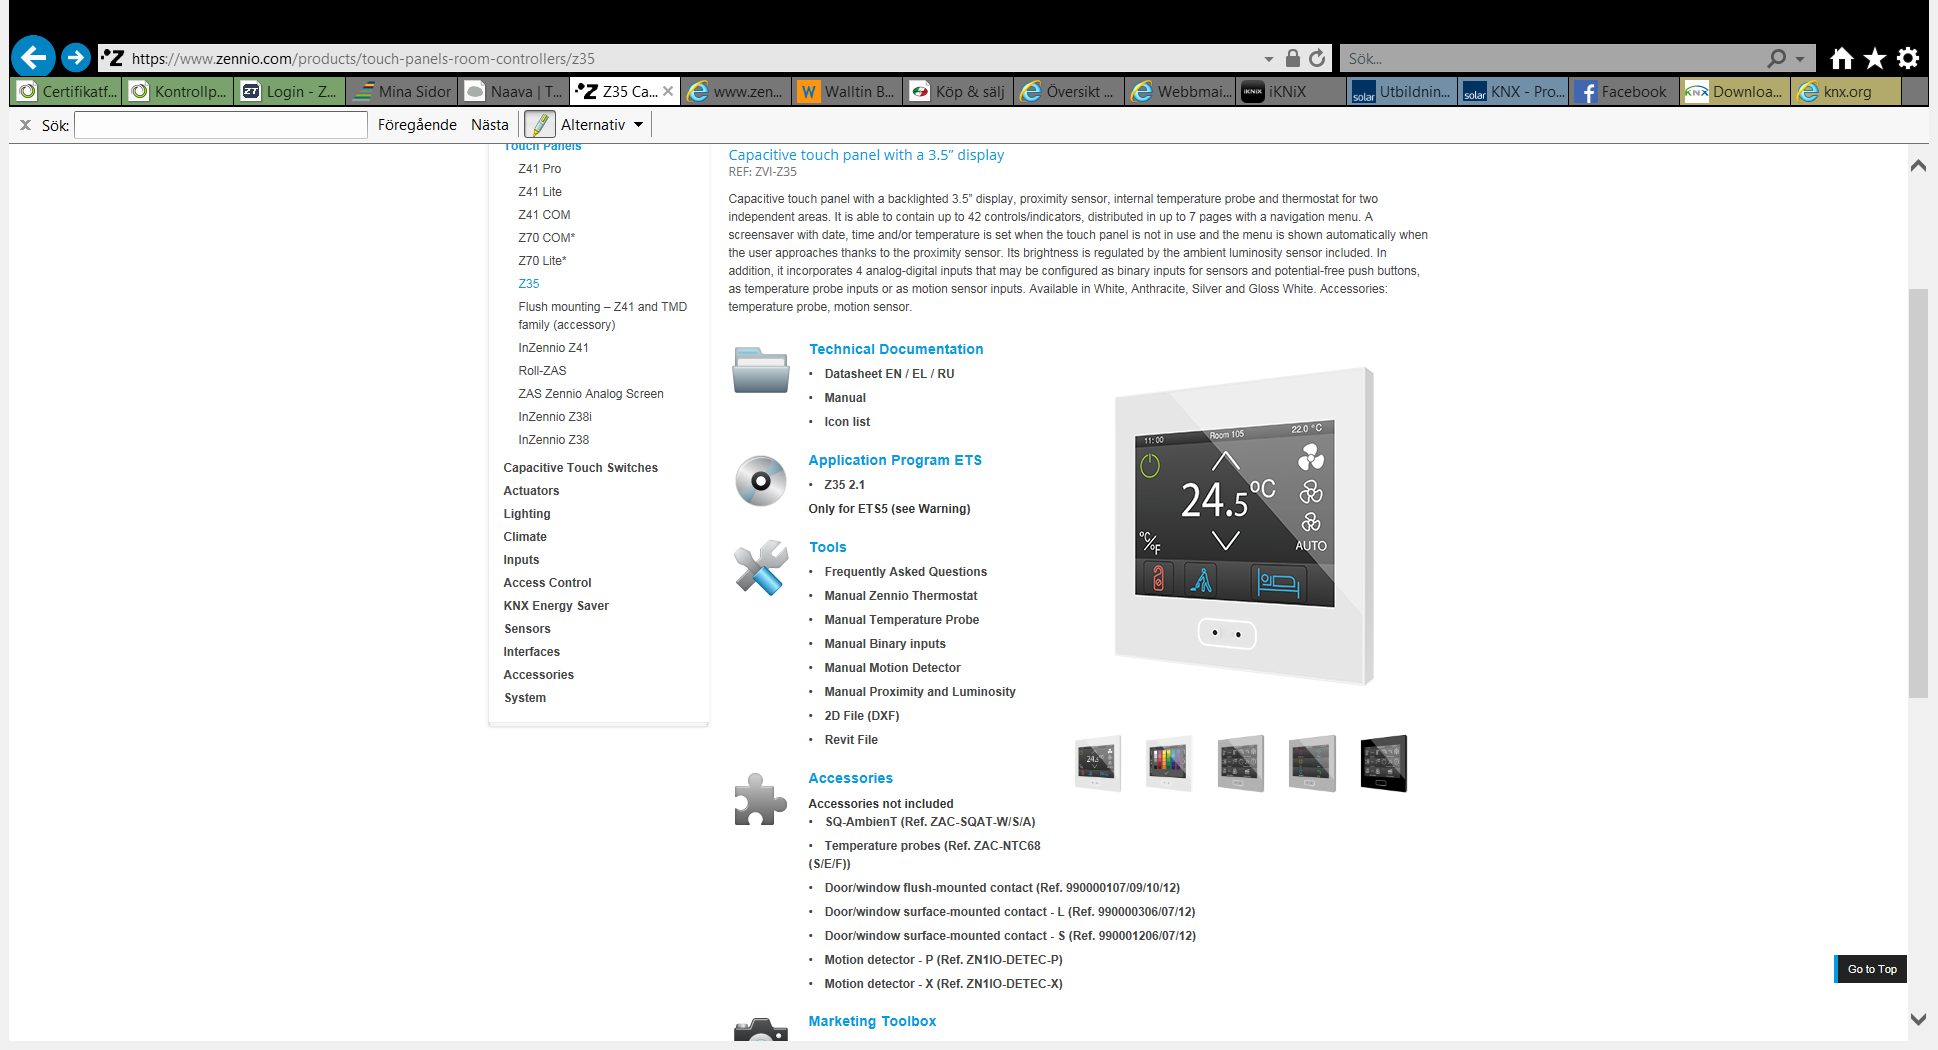 https://www.zennio.com/products/touch-panels-room-controllers/z35
Sök...
Certifikatf...
Kontrollp...
Login - Z...
Mina Sidor
Naava | T...
Z35 Ca...
www.zen...
Walltin B...
Köp & sälj
Översikt ...
Webbmai...
iKNiX
Utbildnin...
KNX - Pro...
Facebook
Downloa...
knx.org
x Sök: Föregående Nästa Alternativ
Touch Panels
Z41 Pro
Z41 Lite
Z41 COM
Z70 COM*
Z70 Lite*
Z35
Flush mounting – Z41 and TMD
family (accessory)
InZennio Z41
Roll-ZAS
ZAS Zennio Analog Screen
InZennio Z38i
InZennio Z38
Capacitive Touch Switches
Actuators
Lighting
Climate
Inputs
Access Control
KNX Energy Saver
Sensors
Interfaces
Accessories
System
Capacitive touch panel with a 3.5” display
REF: ZVI-Z35
Capacitive touch panel with a backlighted 3.5” display, proximity sensor, internal temperature probe and thermostat for two
independent areas. It is able to contain up to 42 controls/indicators, distributed in up to 7 pages with a navigation menu. A
screensaver with date, time and/or temperature is set when the touch panel is not in use and the menu is shown automatically when
the user approaches thanks to the proximity sensor. Its brightness is regulated by the ambient luminosity sensor included. In
addition, it incorporates 4 analog-digital inputs that may be configured as binary inputs for sensors and potential-free push buttons,
as temperature probe inputs or as motion sensor inputs. Available in White, Anthracite, Silver and Gloss White. Accessories:
temperature probe, motion sensor.
Technical Documentation
• Datasheet EN / EL / RU
• Manual
• Icon list
Application Program ETS
• Z35 2.1
Only for ETS5 (see Warning)
Tools
• Frequently Asked Questions
• Manual Zennio Thermostat
• Manual Temperature Probe
• Manual Binary inputs
• Manual Motion Detector
• Manual Proximity and Luminosity
• 2D File (DXF)
• Revit File
Accessories
Accessories not included
• SQ-AmbienT (Ref. ZAC-SQAT-W/S/A)
• Temperature probes (Ref. ZAC-NTC68
(S/E/F))
• Door/window flush-mounted contact (Ref. 990000107/09/10/12)
• Door/window surface-mounted contact - L (Ref. 990000306/07/12)
• Door/window surface-mounted contact - S (Ref. 990001206/07/12)
• Motion detector - P (Ref. ZN1IO-DETEC-P)
• Motion detector - X (Ref. ZN1IO-DETEC-X)
Marketing Toolbox
11:00 Room 105 22.0 ºC
24.5ºC
ºC/ºF
AUTO
Go to Top